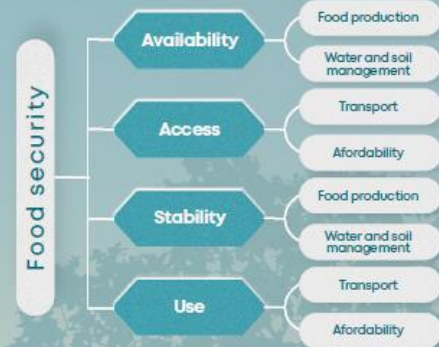 Food security
Availability
Food production
Water and soil
management
Access
Transport
Afordability
Stability
Food production
Water and soil
management
Use
Transport
Afordability